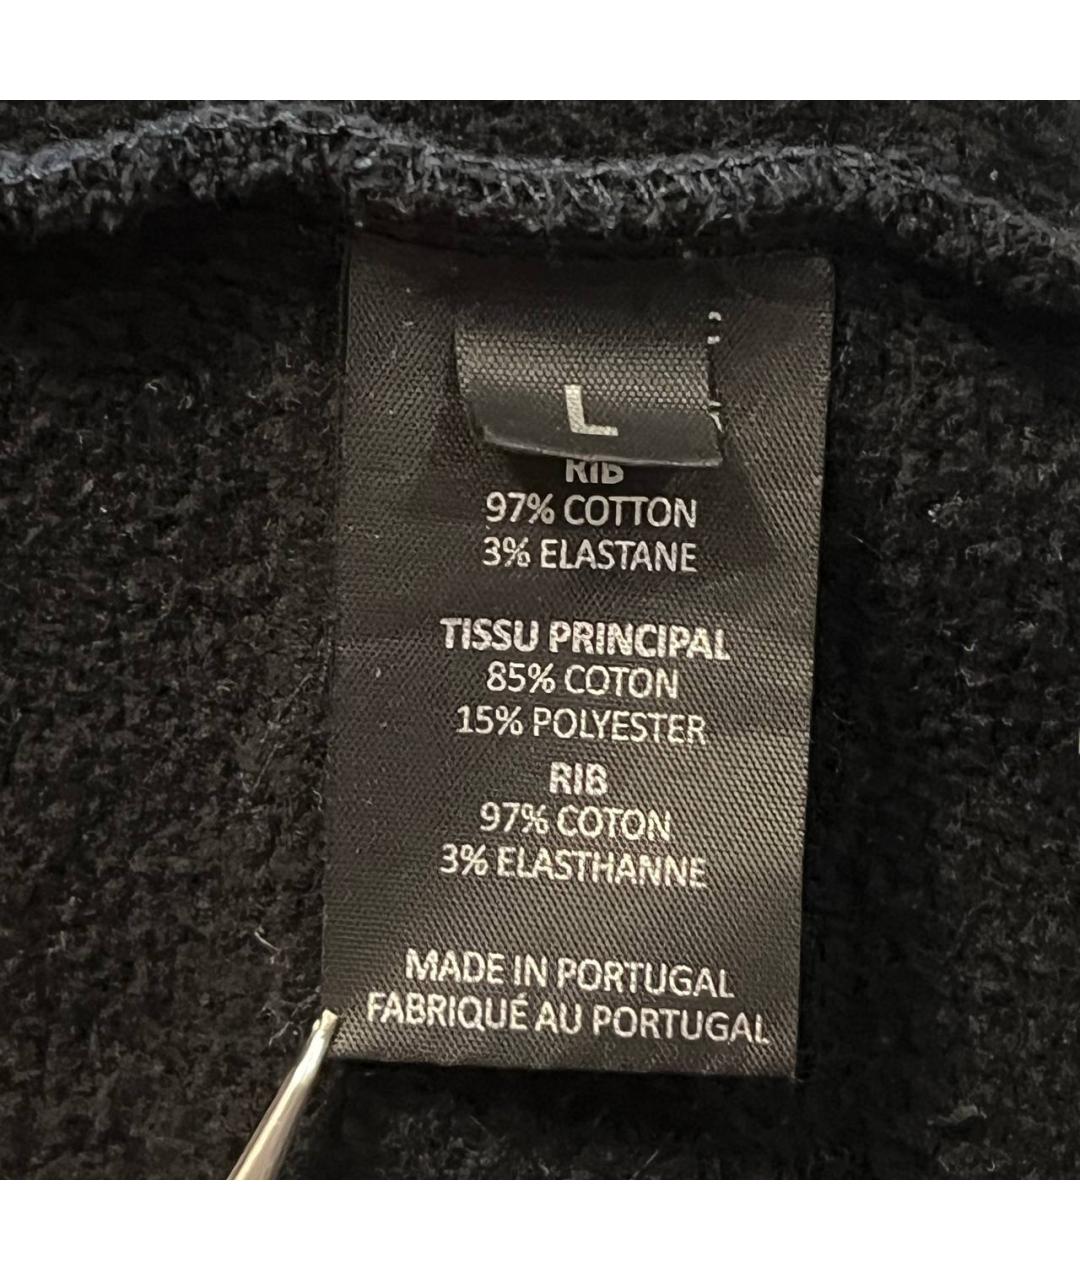 L
RIB
97% COTTON
3% ELASTANE
TISSU PRINCIPAL
85% COTON
15% POLYESTER
RIB
97% COTON
3% ELASTHANNE
MADE IN PORTUGAL
FABRIQUÉ AU PORTUGAL